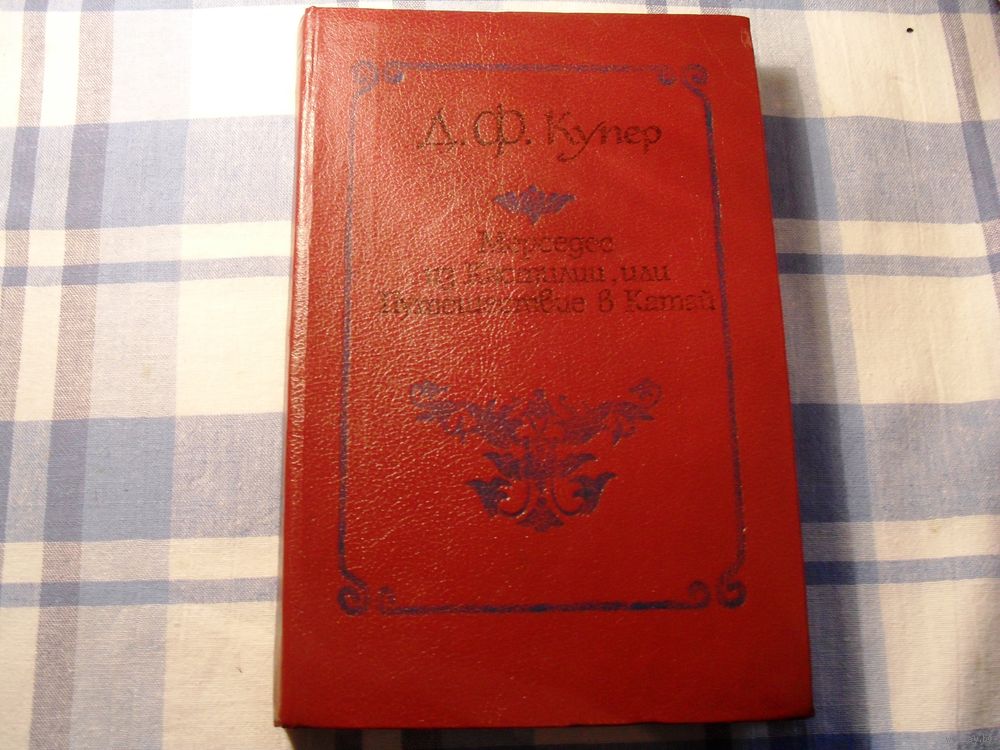 Д. Ф. Купер
Мерседес
из Кастилии, или
Путешествие в Катай